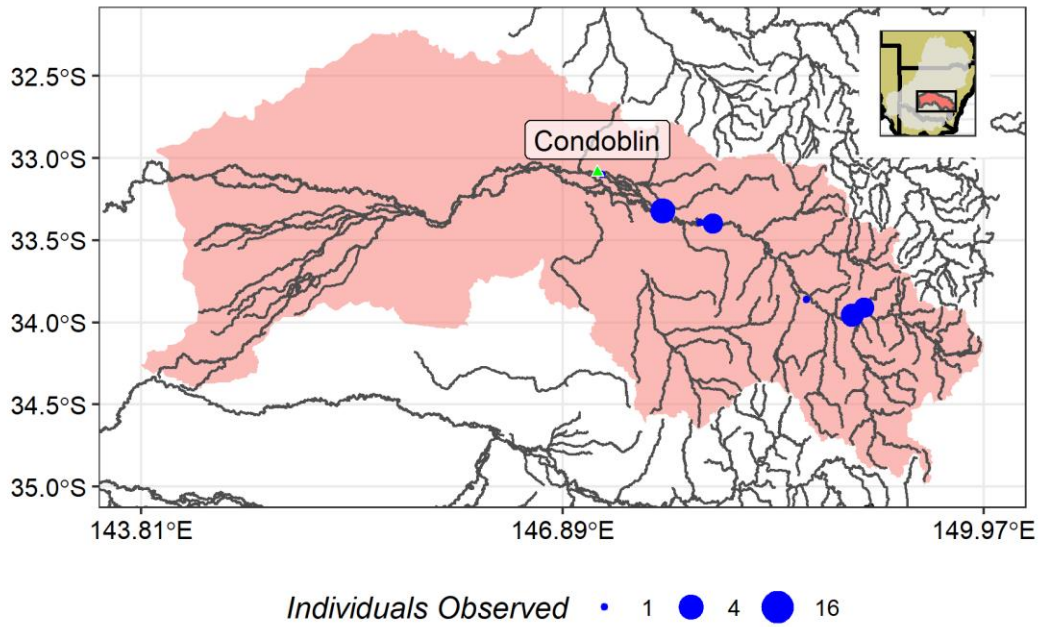 32.5°S
Condoblin
33.0°S
33.5°S
34.0°S
34.5°S
35.0°S
143.81°E 146.89°E 149.97°E
Individuals Observed 1 4 16